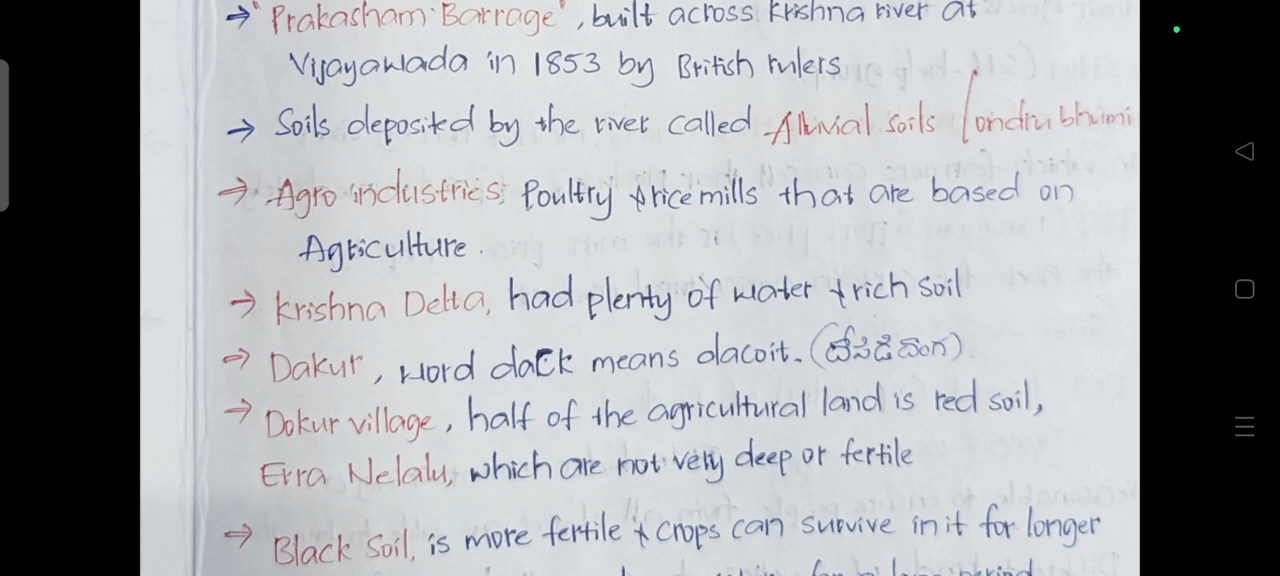 → "Prakasham Barrage", built across Krishna river at
Vijayawada in 1853 by British rulers
→ Soils deposited by the river called Alluvial soils / ondru bhumi
→ Agro industries; Poultry & rice mills that are based on
Agriculture.
→ Krishna Delta, had plenty of water & rich soil
→ Dakur, word dack means dacoit. (దోపిడి దొంగ)
→ Dokur village, half of the agricultural land is red soil,
Erra Nelalu, which are not very deep or fertile
→ Black Soil, is more fertile & crops can survive in it for longer
for a long period